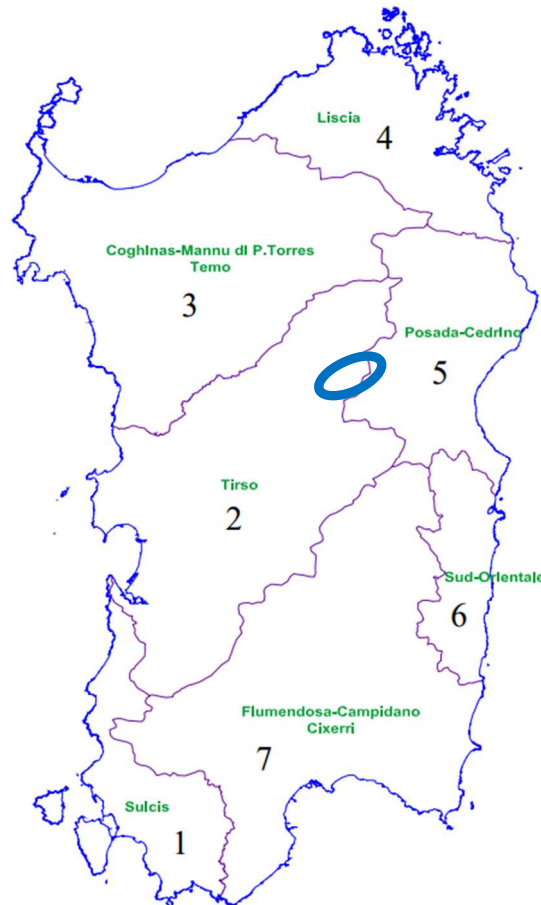 Liscia
4
CoghInas-Mannu dI P.Torres
Temo
3
Posada-CedrIno
5
Tirso
2
Sud-OrIentale
6
Flumendosa-Campidano
Cixerri
7
Sulcis
1